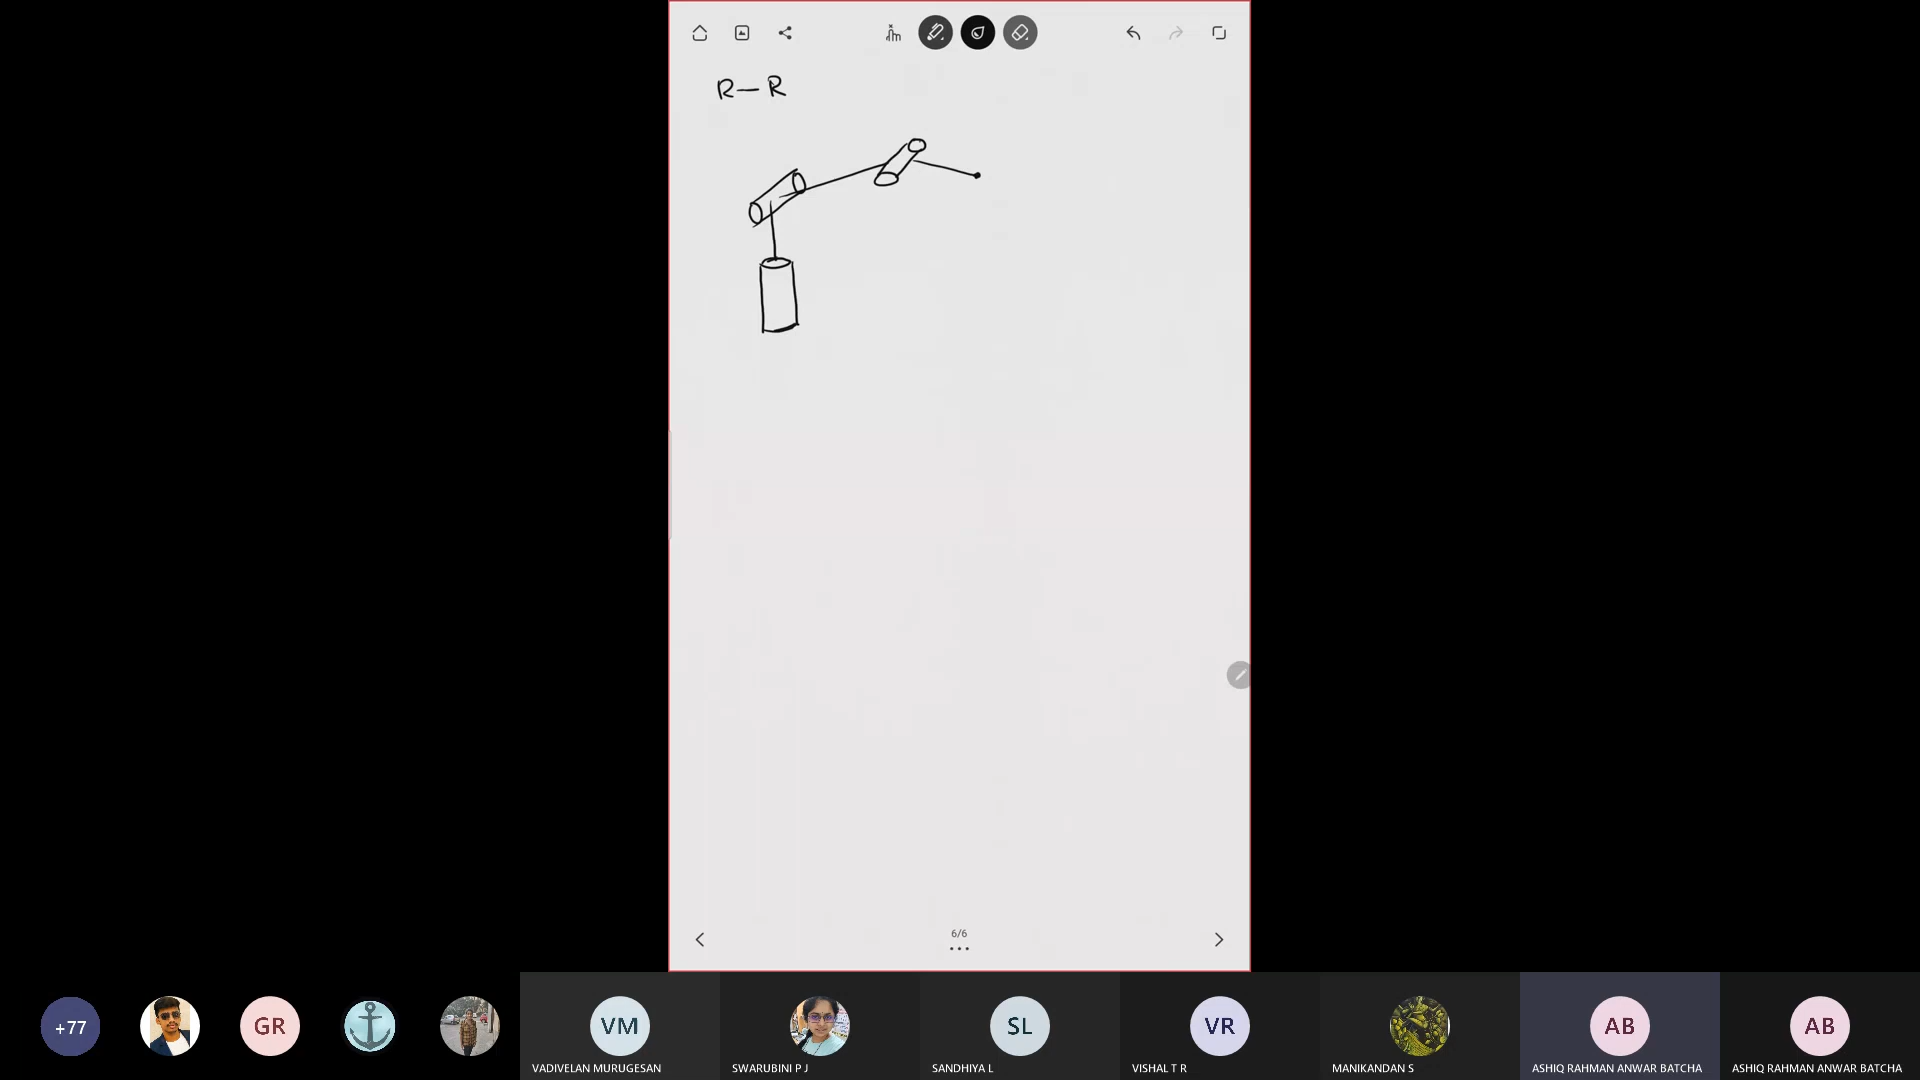 R-R
6/6
+77
GR
VM
SL
VR
AB
AB
VADIVELAN MURUGESAN
SWARUBINI P J
SANDHIYA L
VISHAL T R
MANIKANDAN S
ASHIQ RAHMAN ANWAR BATCHA
ASHIQ RAHMAN ANWAR BATCHA